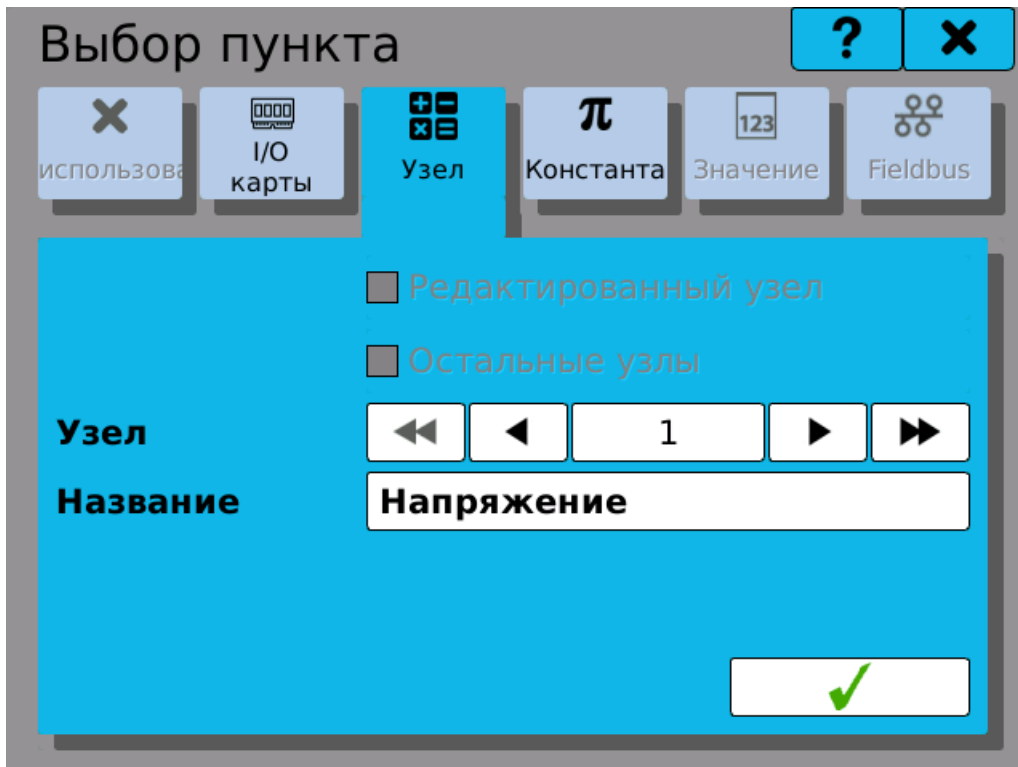 Выбор пункта
?
использова
I/O
карты
Узел
π
Константа
123
Значение
Fieldbus
Редактированный узел
Остальные узлы
Узел
1
Название
Напряжение